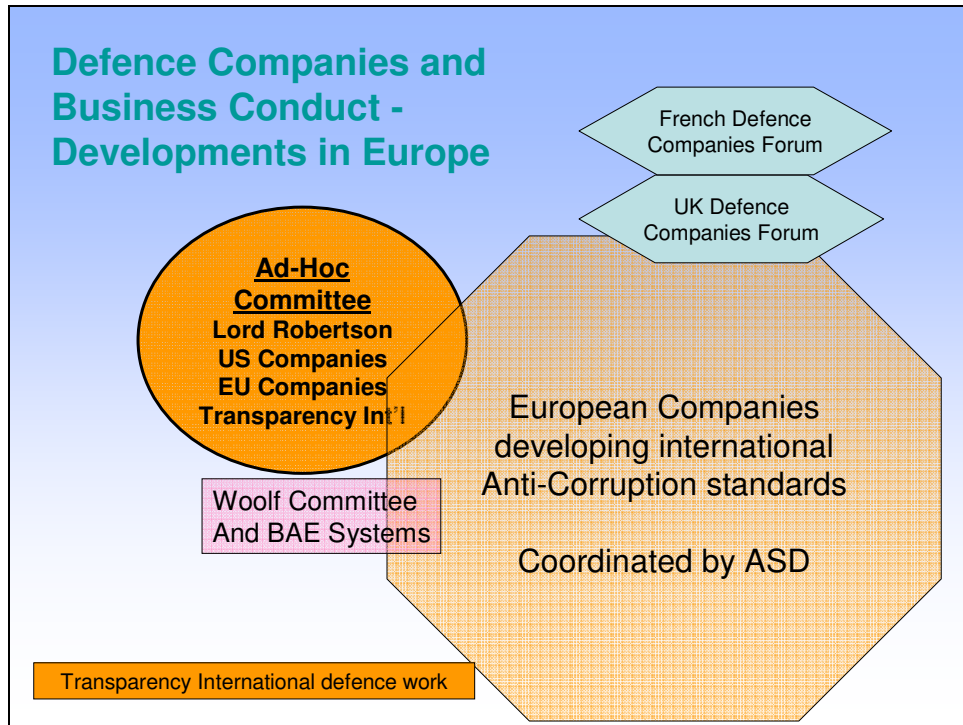 Defence Companies and
Business Conduct -
Developments in Europe
French Defence
Companies Forum
UK Defence
Companies Forum
Ad-Hoc
Committee
Lord Robertson
US Companies
EU Companies
Transparency Int'l
European Companies
developing international
Anti-Corruption standards
Coordinated by ASD
Woolf Committee
And BAE Systems
Transparency International defence work